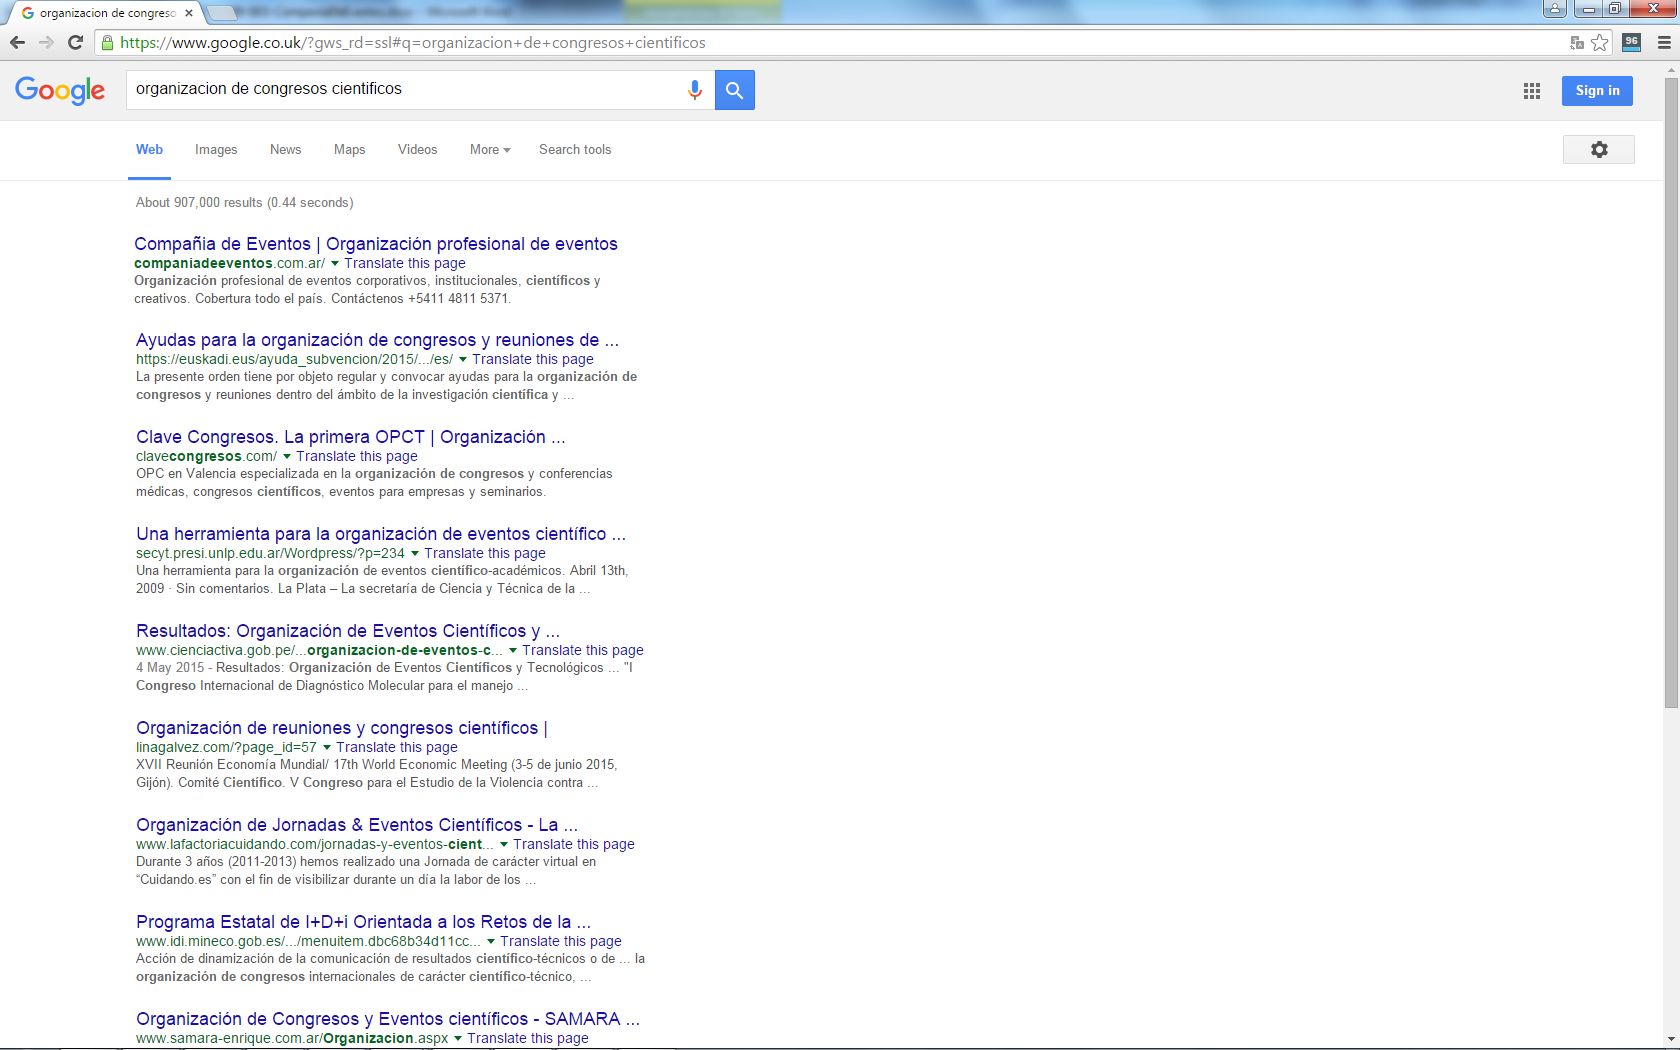 organizacion de congreso
https://www.google.co.uk/?gws_rd=ssl#q=organizacion+de+congresos+cientificos
96
Google
organizacion de congresos cientificos
Sign in
Web Images News Maps Videos More Search tools
About 907,000 results (0.44 seconds)
Compañia de Eventos | Organización profesional de eventos
companiadeeventos.com.ar/ Translate this page
Organización profesional de eventos corporativos, institucionales, científicos y
creativos. Cobertura todo el país. Contáctenos +5411 4811 5371.
Ayudas para la organización de congresos y reuniones de ...
https://euskadi.eus/ayuda_subvencion/2015/.../es/ Translate this page
La presente orden tiene por objeto regular y convocar ayudas para la organización de
congresos y reuniones dentro del ámbito de la investigación científica y ...
Clave Congresos. La primera OPCT | Organización ...
clavecongresos.com/ Translate this page
OPC en Valencia especializada en la organización de congresos y conferencias
médicas, congresos científicos, eventos para empresas y seminarios.
Una herramienta para la organización de eventos científico ...
secyt.presi.unlp.edu.ar/Wordpress/?p=234 Translate this page
Una herramienta para la organización de eventos científico-académicos. Abril 13th,
2009 · Sin comentarios. La Plata – La secretaría de Ciencia y Técnica de la ...
Resultados: Organización de Eventos Científicos y ...
www.cienciactiva.gob.pe/...organizacion-de-eventos-c... Translate this page
4 May 2015 - Resultados: Organización de Eventos Científicos y Tecnológicos ... "I
Congreso Internacional de Diagnóstico Molecular para el manejo ...
Organización de reuniones y congresos científicos |
linagalvez.com/?page_id=57 Translate this page
XVII Reunión Economía Mundial/ 17th World Economic Meeting (3-5 de junio 2015,
Gijón). Comité Científico. V Congreso para el Estudio de la Violencia contra ...
Organización de Jornadas & Eventos Científicos - La ...
www.lafactoriacuidando.com/jornadas-y-eventos-cient... Translate this page
Durante 3 años (2011-2013) hemos realizado una Jornada de carácter virtual en
“Cuidando.es” con el fin de visibilizar durante un día la labor de los ...
Programa Estatal de I+D+i Orientada a los Retos de la ...
www.idi.mineco.gob.es/.../menuitem.dbc68b34d11cc... Translate this page
Acción de dinamización de la comunicación de resultados científico-técnicos o de ... la
organización de congresos internacionales de carácter científico-técnico, ...
Organización de Congresos y Eventos científicos - SAMARA ...
www.samara-enrique.com.ar/Organizacion.aspx Translate this page